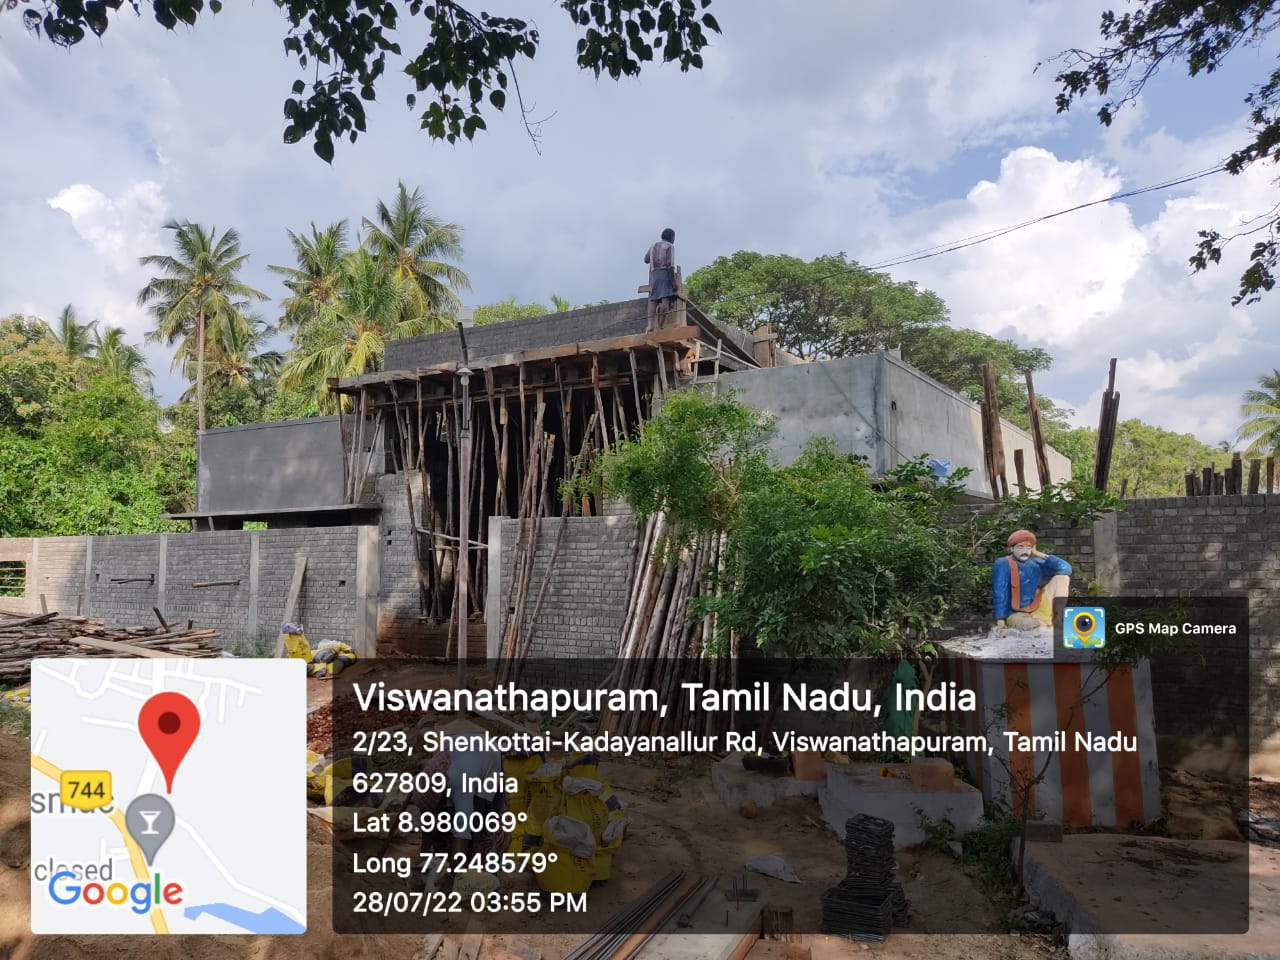 GPS Map Camera
Viswanathapuram, Tamil Nadu, India
2/23, Shenkottai-Kadayanallur Rd, Viswanathapuram, Tamil Nadu
627809, India
Lat 8.980069°
Long 77.248579°
28/07/22 03:55 PM
744
closed
Google